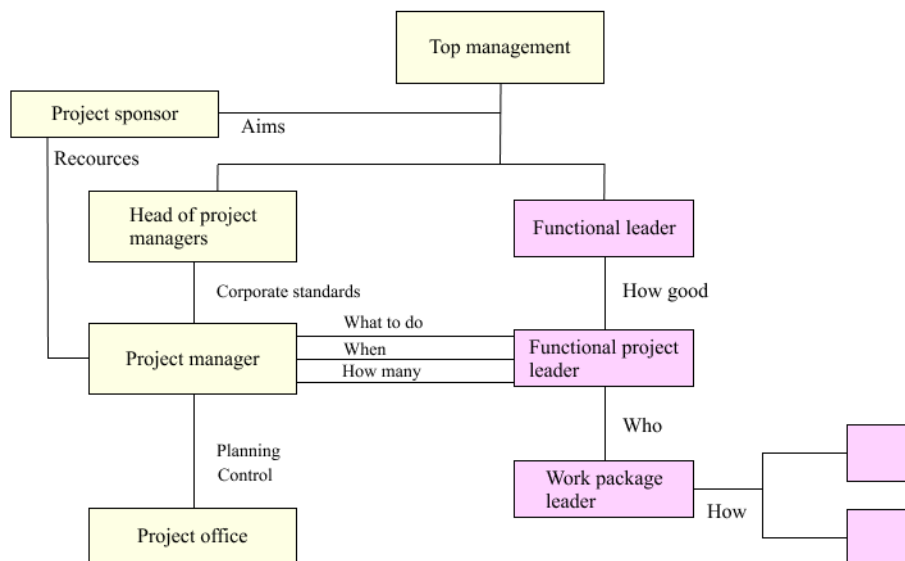 Top management
Project sponsor
Aims
Recources
Head of project
managers
Functional leader
Corporate standards
How good
What to do
When
How many
Project manager
Functional project
leader
Who
Planning
Control
Work package
leader
How
Project office